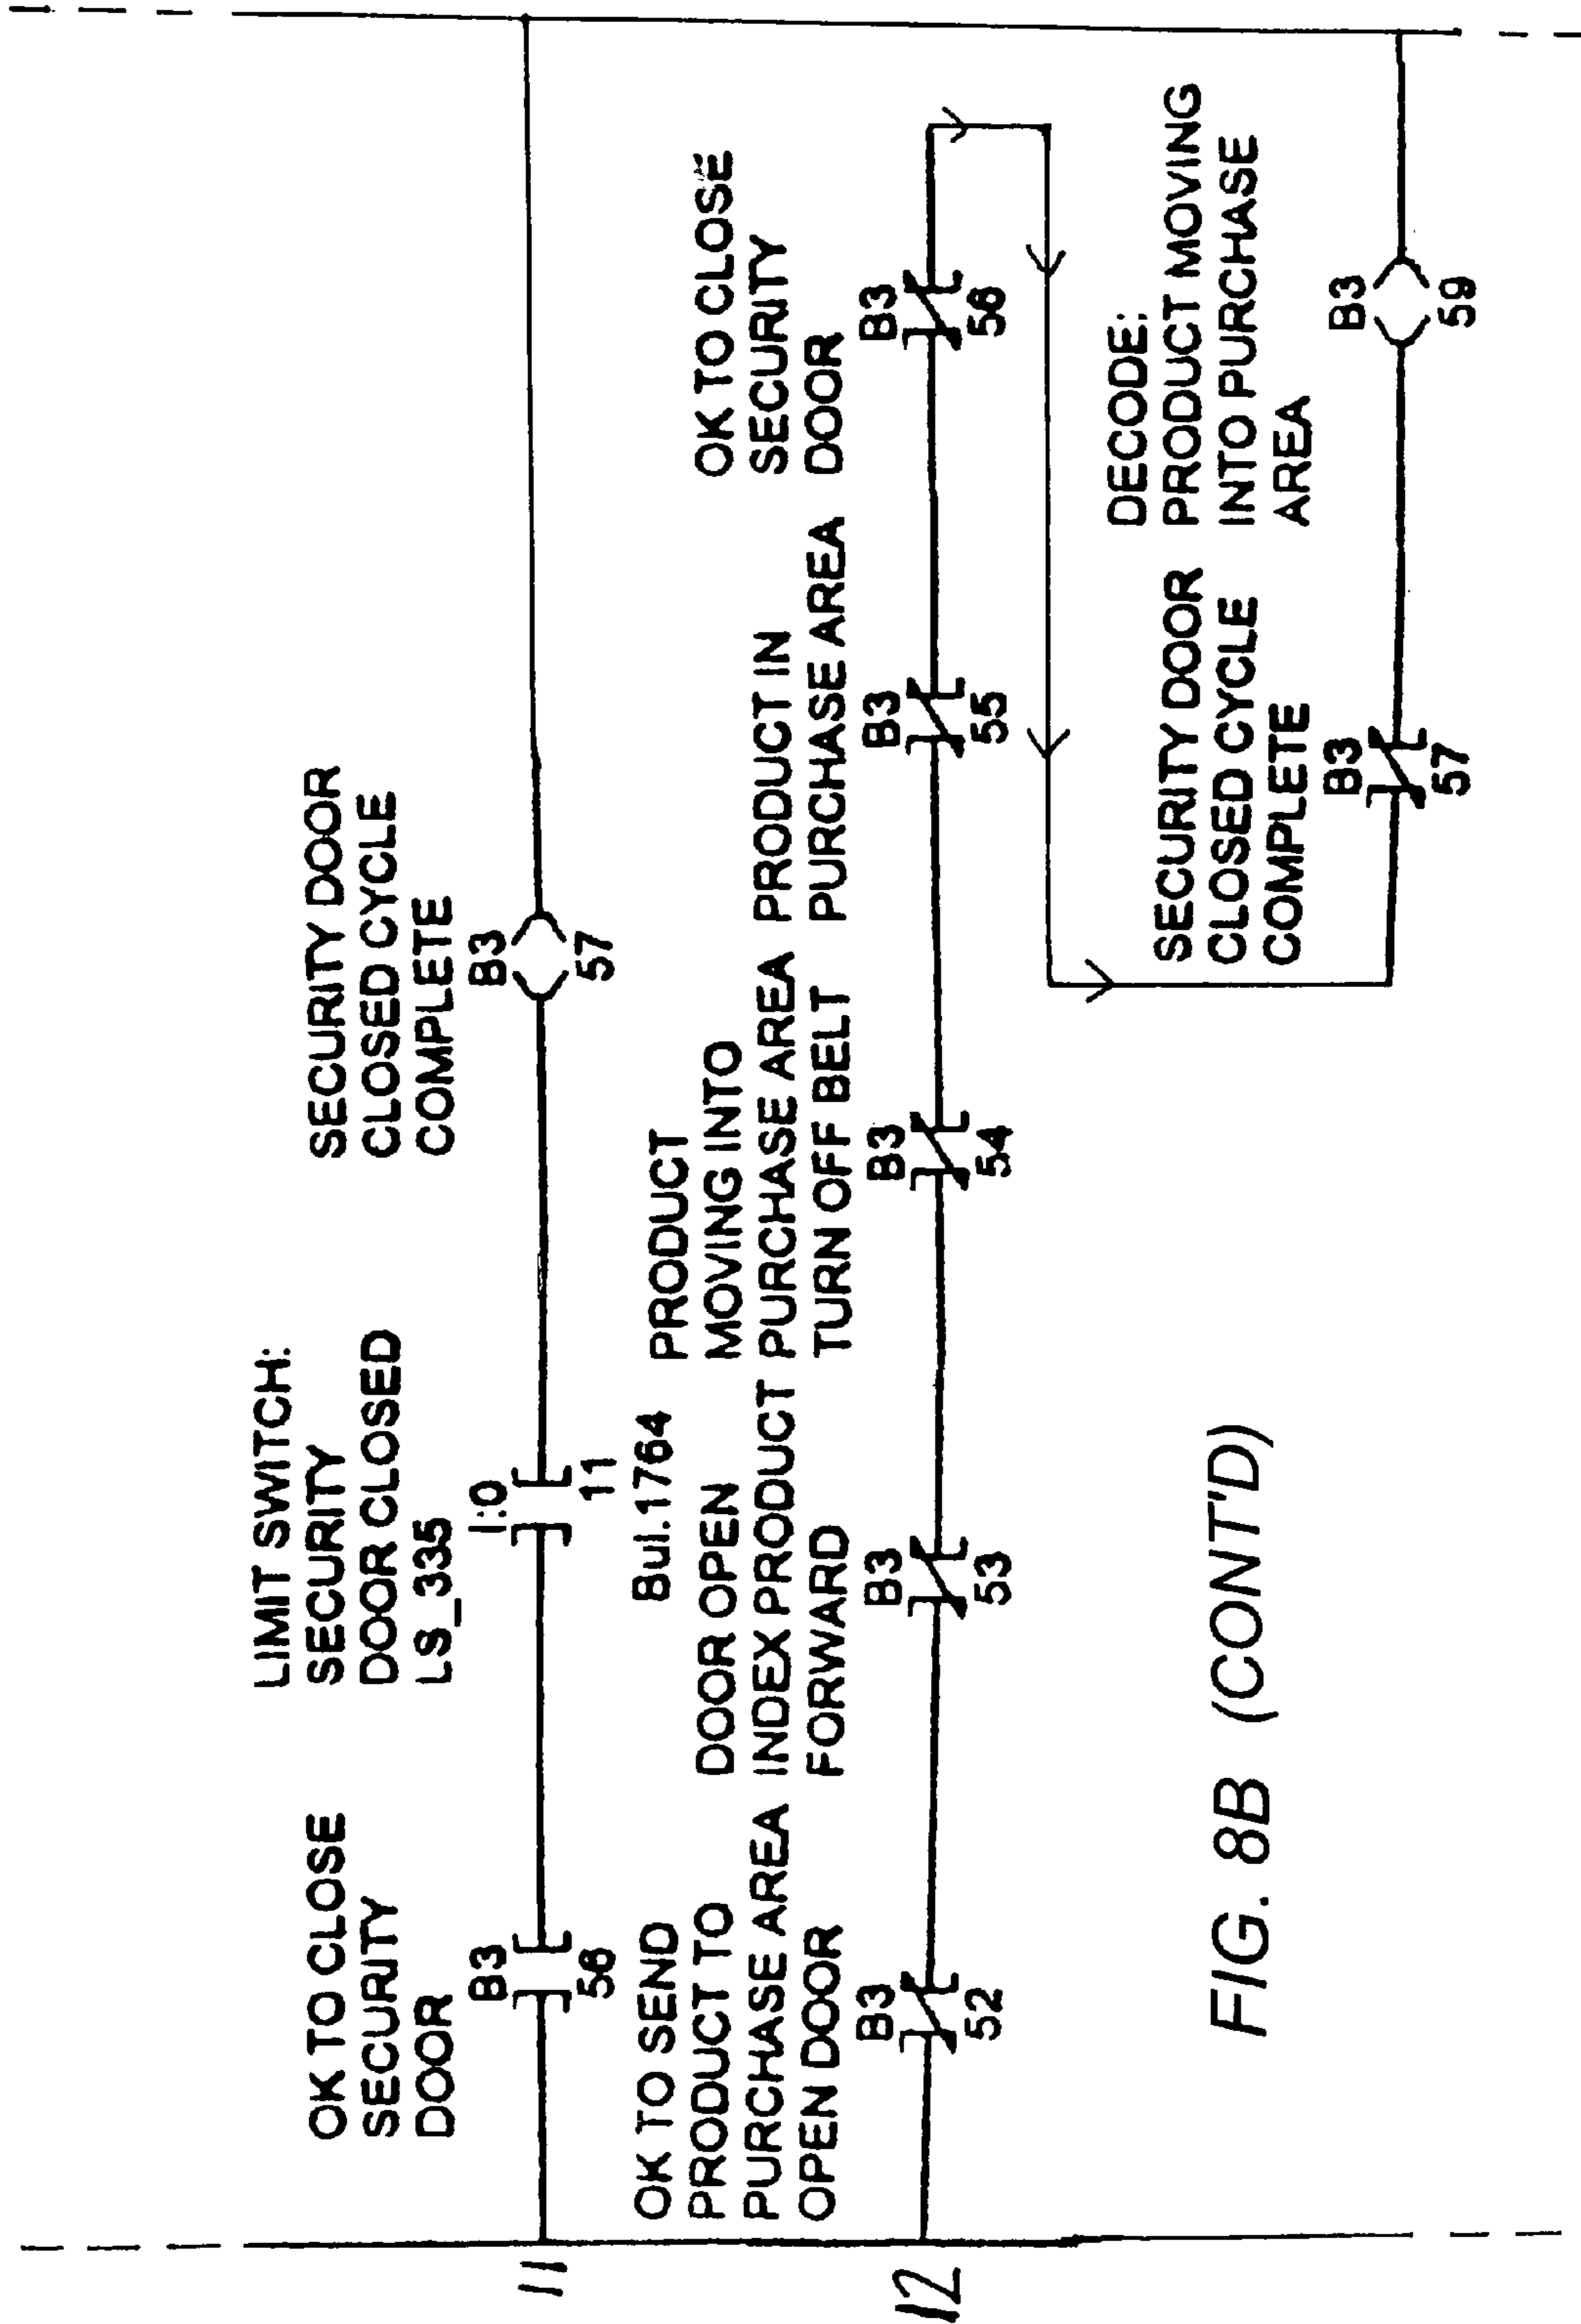 OK TO CLOSE
SECURITY
DOOR
B3
56
LIMIT SWITCH:
SECURITY
DOOR CLOSED
LS_335
I:0
11
Bul.1764
SECURITY DOOR
CLOSED CYCLE
COMPLETE
B3
57
11
OK TO SEND
PRODUCT TO
PURCHASE AREA
OPEN DOOR
B3
52
DOOR OPEN
INDEX PRODUCT
FORWARD
B3
53
PRODUCT
MOVING INTO
PURCHASE AREA
TURN OFF BELT
B3
54
PRODUCT IN
PURCHASE AREA
B3
55
OK TO CLOSE
SECURITY
DOOR
B3
56
12
SECURITY DOOR
CLOSED CYCLE
COMPLETE
B3
57
DECODE:
PRODUCT MOVING
INTO PURCHASE
AREA
B3
59
FIG. 8B (CONT'D)